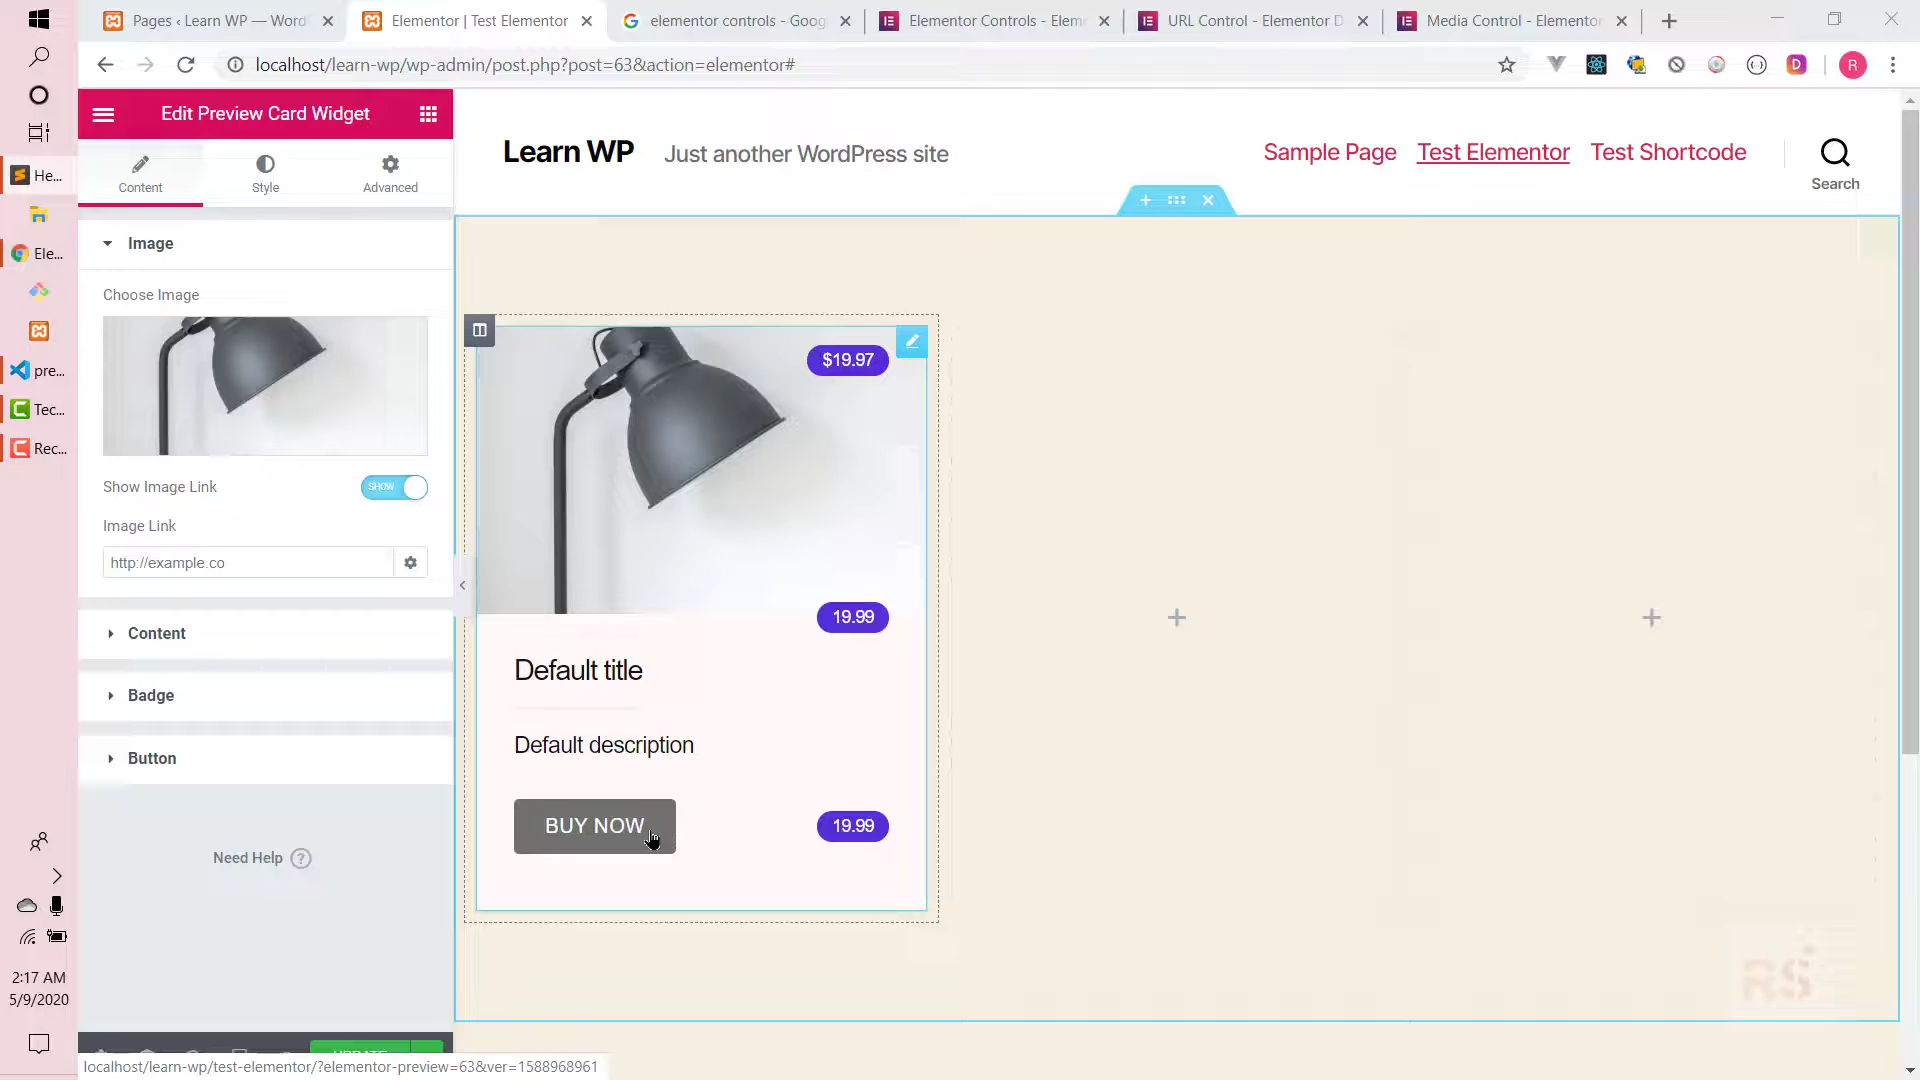 Pages ‹ Learn WP — Word
Elementor | Test Elementor
elementor controls - Goog
Elementor Controls - Elem
URL Control - Elementor D
Media Control - Elementor
localhost/learn-wp/wp-admin/post.php?post=63&action=elementor#
R
He...
Ele...
pre...
Tec...
Rec...
2:17 AM
5/9/2020
Edit Preview Card Widget
Content
Style
Advanced
Image
Choose Image
Show Image Link
SHOW
Image Link
http://example.co
Content
Badge
Button
Need Help ?
UPDATE
localhost/learn-wp/test-elementor/?elementor-preview=63&ver=1588968961
Learn WP
Just another WordPress site
Sample Page
Test Elementor
Test Shortcode
Search
$19.97
19.99
Default title
Default description
BUY NOW
19.99
RS